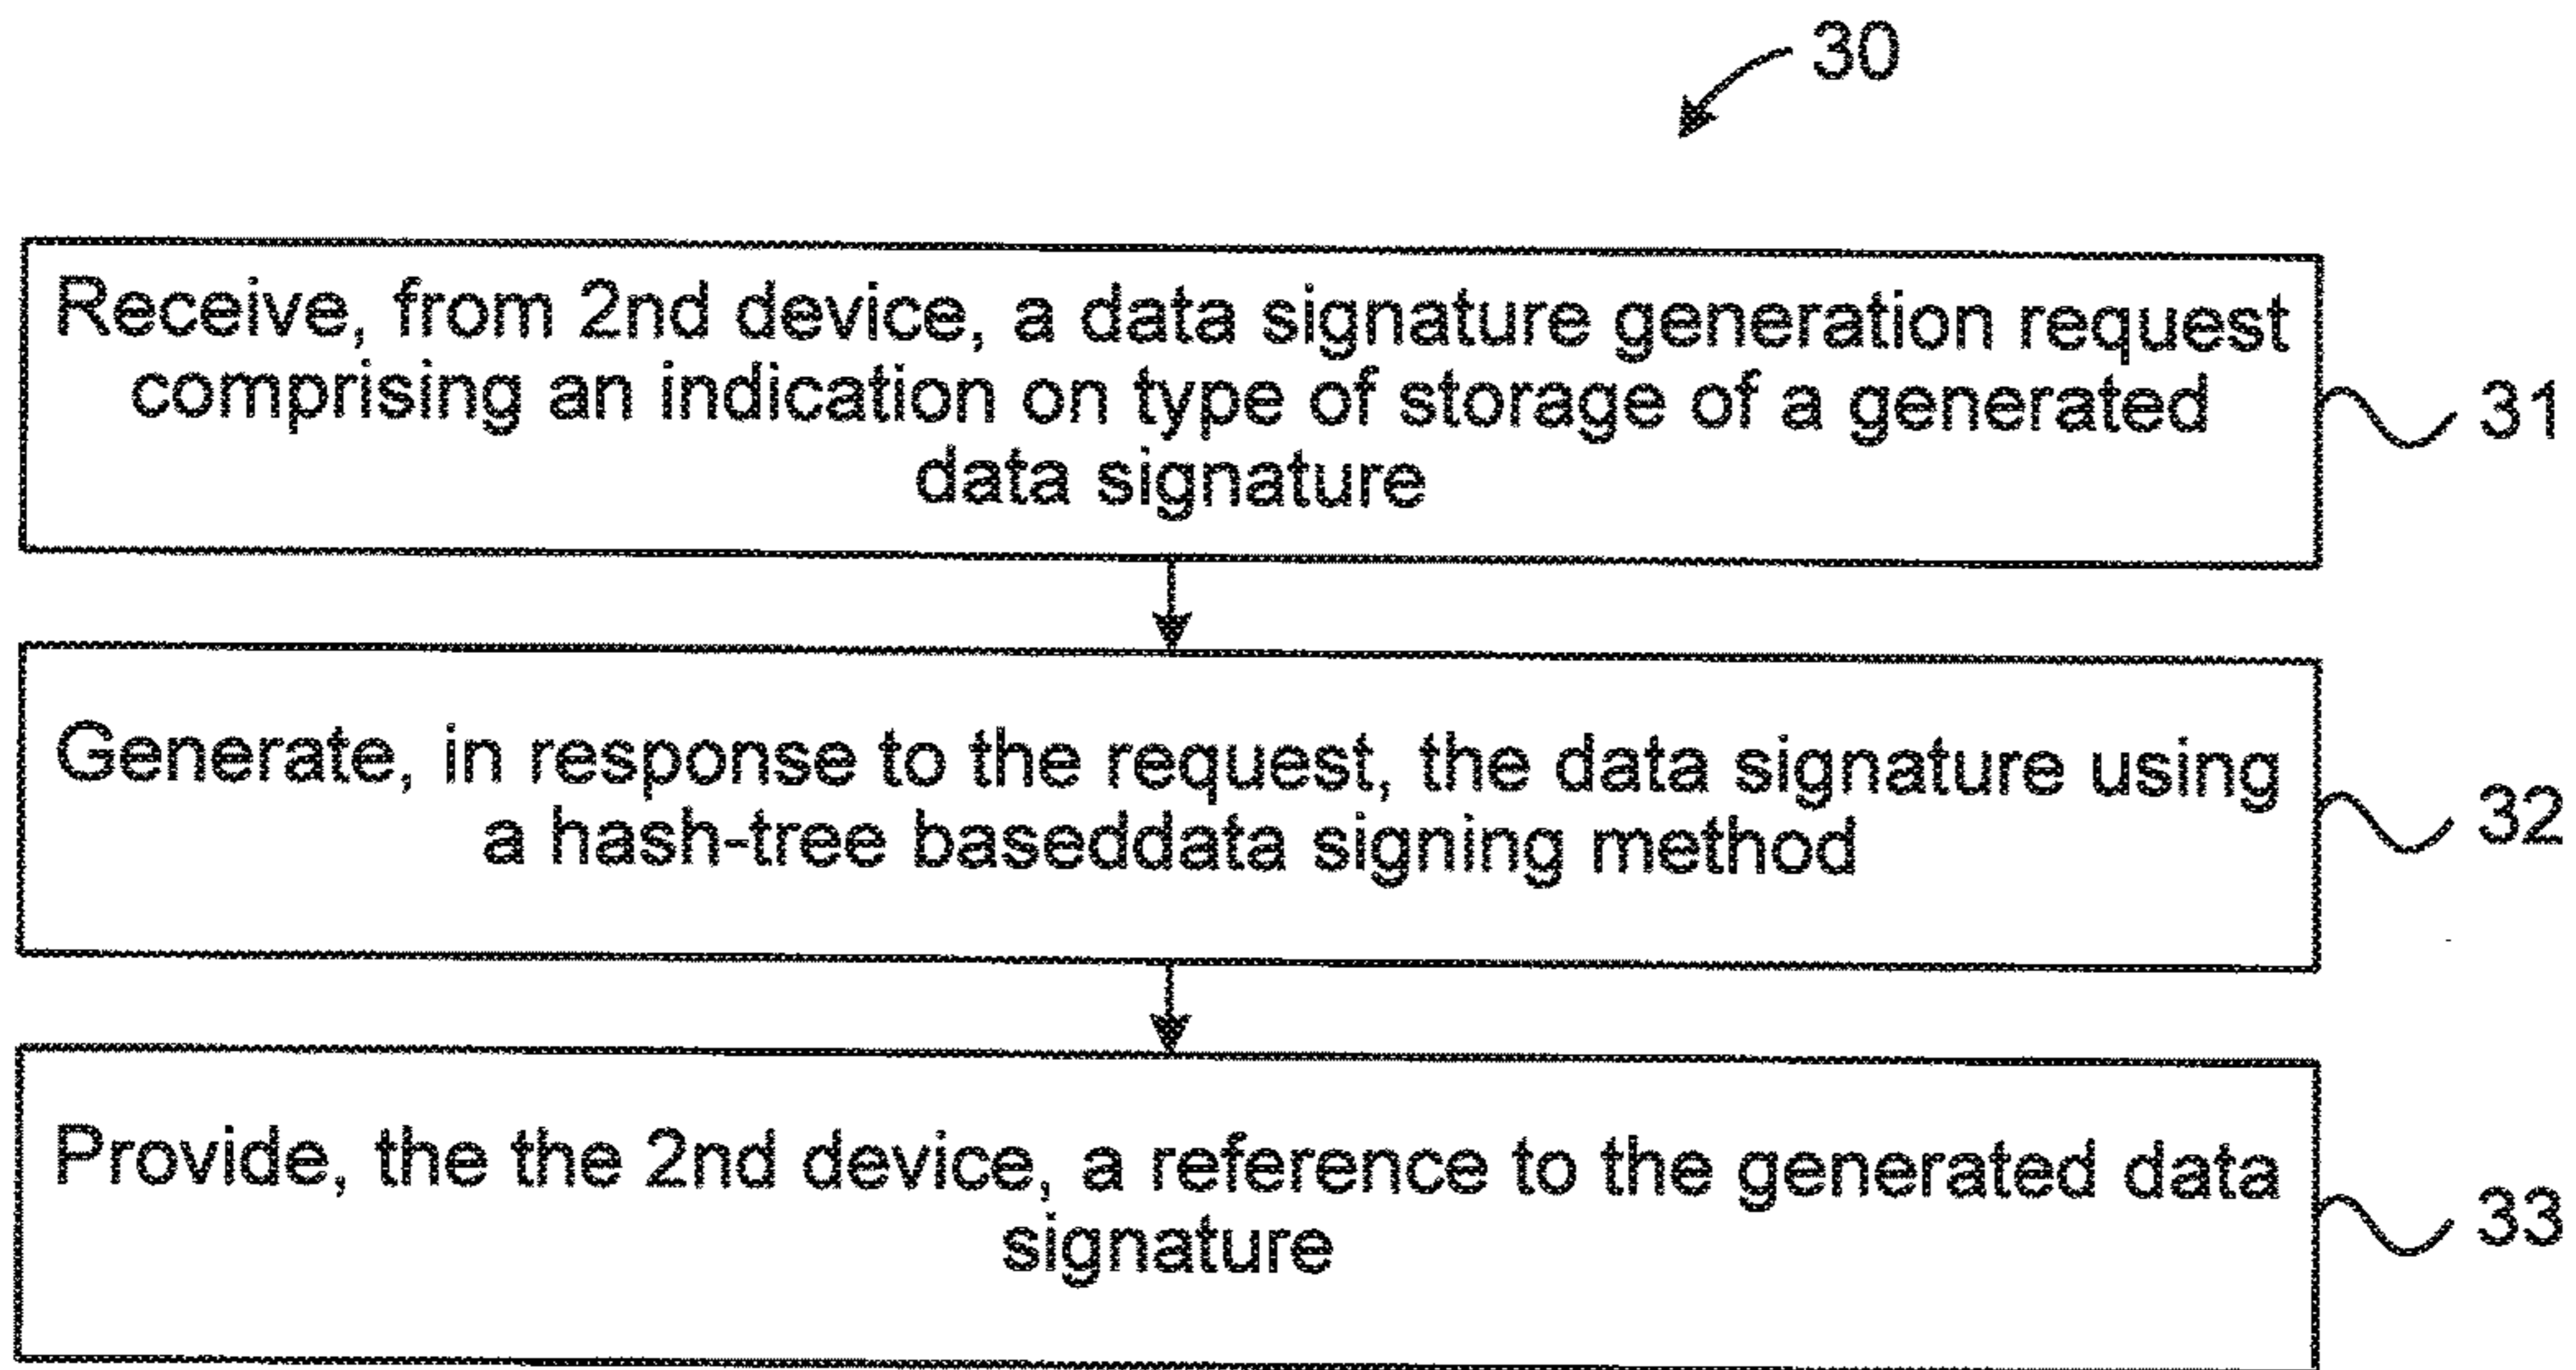 30
Receive, from 2nd device, a data signature generation request
comprising an indication on type of storage of a generated
data signature
31
Generate, in response to the request, the data signature using
a hash-tree baseddata signing method
32
Provide, the the 2nd device, a reference to the generated data
signature
33